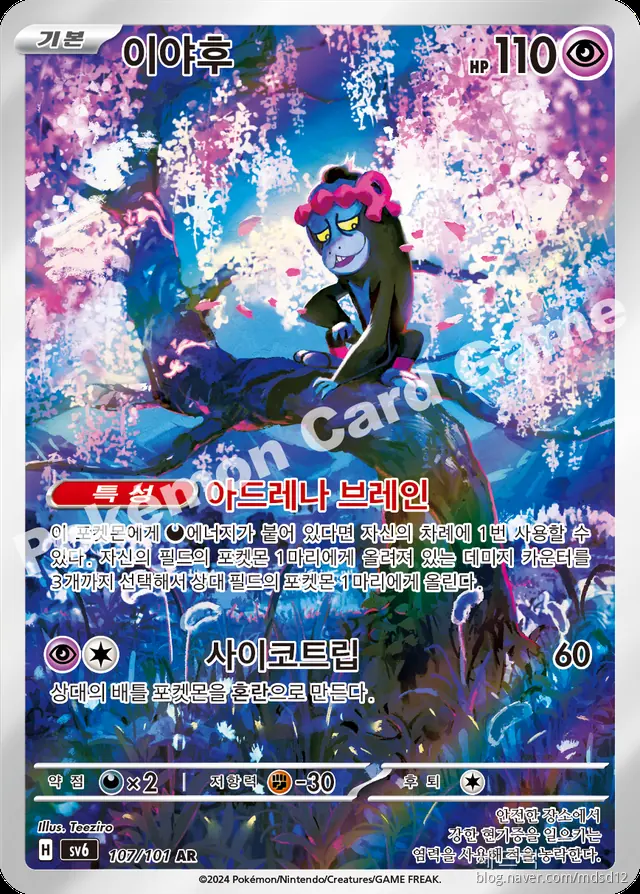 기본 이야후 HP 110
Pokémon Card Game
특성 아드레나 브레인
이 포켓몬에게 에너지가 붙어 있다면 자신의 차례에 1번 사용할 수
있다. 자신의 필드의 포켓몬 1마리에게 올려져 있는 데미지 카운터를
3개까지 선택해서 상대 필드의 포켓몬 1마리에게 올린다.
사이코트립 60
상대의 배틀 포켓몬을 혼란으로 만든다.
약점 ×2 저항력 -30 후퇴
Illus. Teeziro
H sv6 107/101 AR
안전한 장소에서
강한 현기증을 일으키는
염력을 사용해 적을 농락한다.
©2024 Pokémon/Nintendo/Creatures/GAME FREAK.
blog.naver.com/mdsd12